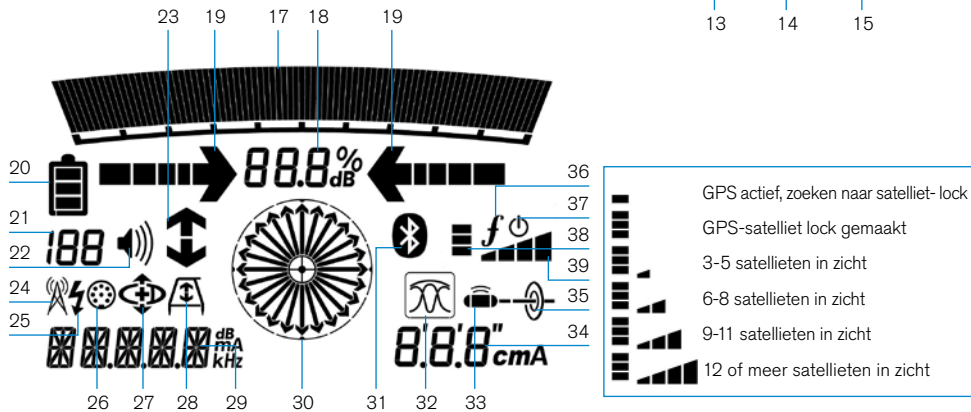 13 14 15
23 19 17 18 19
188.8 % dB
20
36
37
38
39
21
188
22
f
24
25
35
34
dB mA kHz
8.8.8" cmA
26 27 28 29 30 31 32 33
GPS actief, zoeken naar satelliet- lock
GPS-satelliet lock gemaakt
3-5 satellieten in zicht
6-8 satellieten in zicht
9-11 satellieten in zicht
12 of meer satellieten in zicht